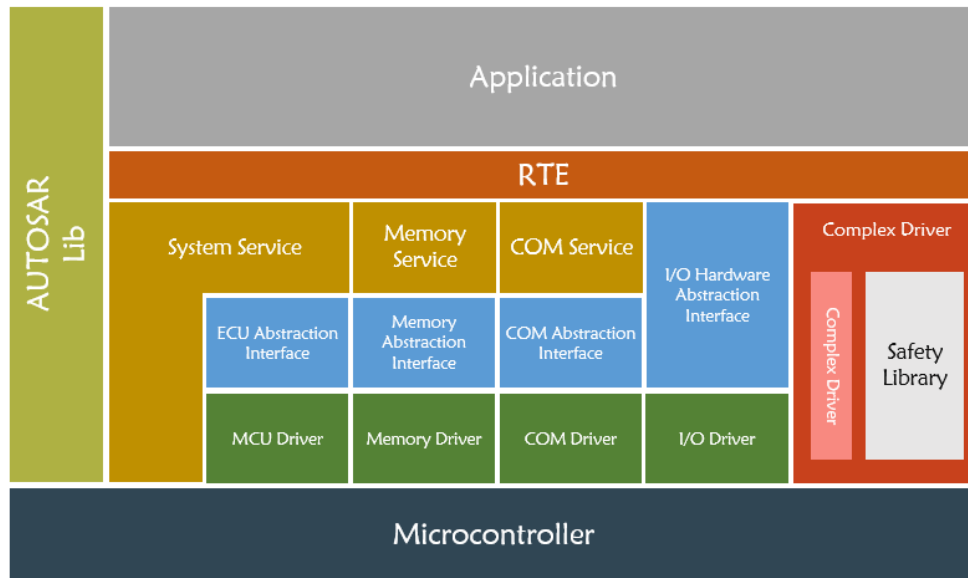 AUTOSAR
Lib
Application
RTE
System Service
Memory
Service
COM Service
I/O Hardware
Abstraction
Interface
Complex Driver
ECU Abstraction
Interface
Memory
Abstraction
Interface
COM Abstraction
Interface
Complex Driver
Safety
Library
MCU Driver
Memory Driver
COM Driver
I/O Driver
Microcontroller